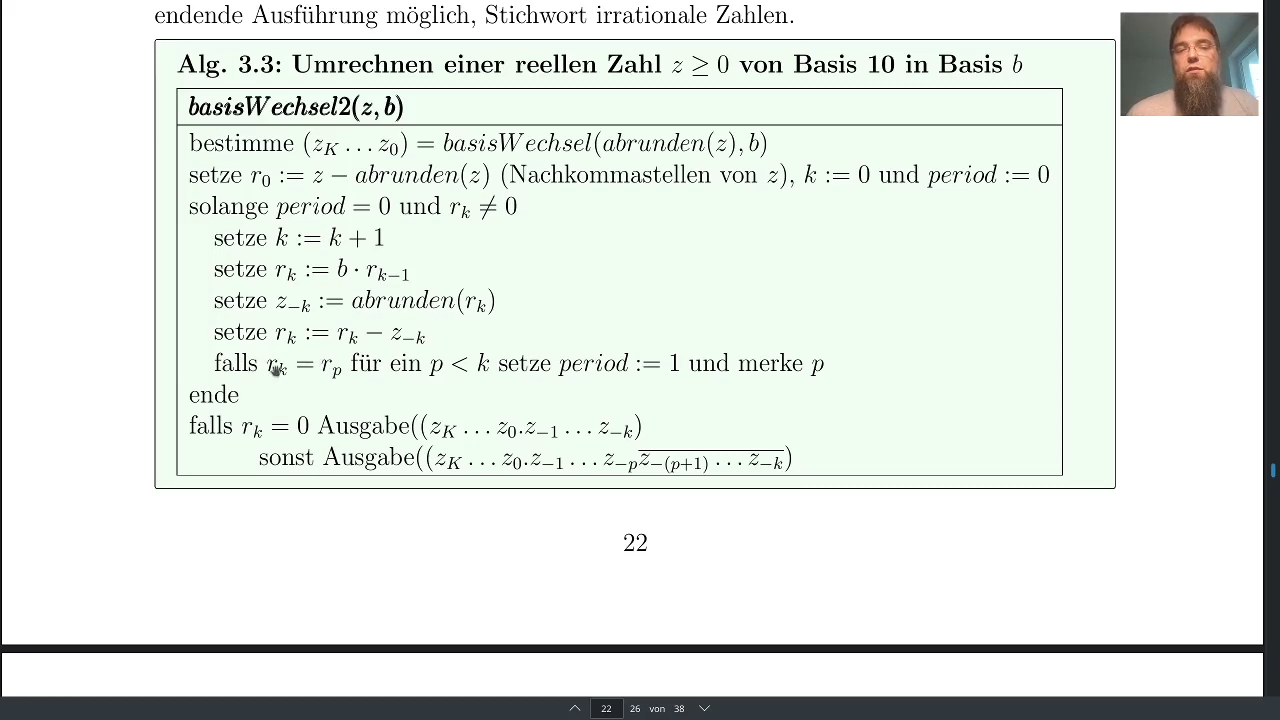 endende Ausführung möglich, Stichwort irrationale Zahlen.
Alg. 3.3: Umrechnen einer reellen Zahl z ≥ 0 von Basis 10 in Basis b
basisWechsel2(z, b)
bestimme (z_K … z_0) = basisWechsel(abrunden(z), b)
setze r_0 := z − abrunden(z) (Nachkommastellen von z), k := 0 und period := 0
solange period = 0 und r_k ≠ 0
setze k := k + 1
setze r_k := b · r_{k−1}
setze z_{−k} := abrunden(r_k)
setze r_k := r_k − z_{−k}
falls r_k = r_p für ein p < k setze period := 1 und merke p
ende
falls r_k = 0 Ausgabe((z_K … z_0.z_{−1} … z_{−k})
sonst Ausgabe((z_K … z_0.z_{−1} … z_{−p}\overline{z_{−(p+1)} … z_{−k}})
22
22 26 von 38